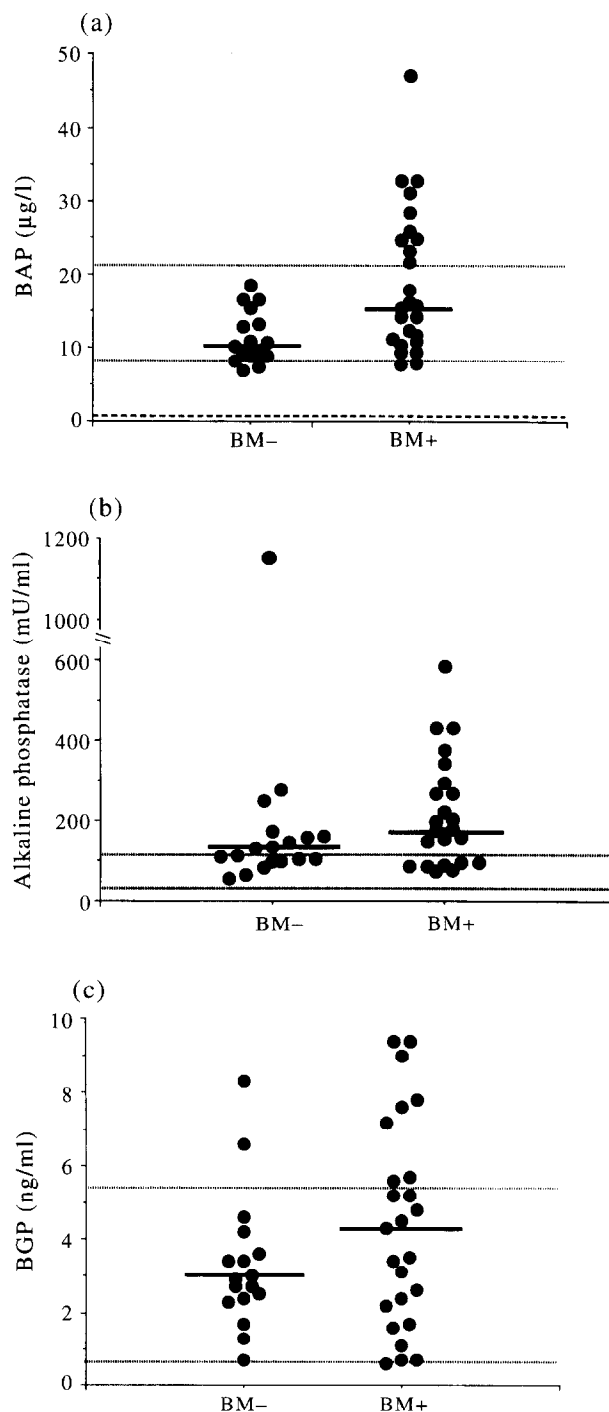 (a)
BAP (µg/l)
50
40
30
20
10
0
BM–
BM+
(b)
Alkaline phosphatase (mU/ml)
1200
1000
600
400
200
0
BM–
BM+
(c)
BGP (ng/ml)
10
8
6
4
2
0
BM–
BM+